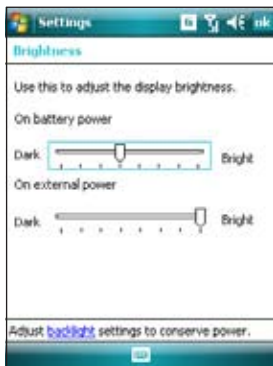 Settings ok
Brightness
Use this to adjust the display brightness.
On battery power
Dark Bright
On external power
Dark Bright
Adjust backlight settings to conserve power.